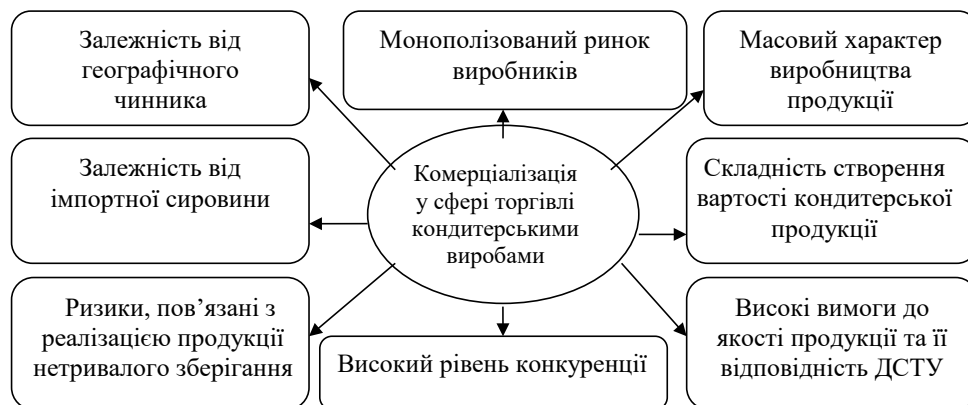 Залежність від
географічного
чинника
Монополізований ринок
виробників
Масовий характер
виробництва
продукції
Залежність від
імпортної сировини
Комерціалізація
у сфері торгівлі
кондитерськими
виробами
Складність створення
вартості кондитерської
продукції
Ризики, пов’язані з
реалізацією продукції
нетривалого зберігання
Високий рівень конкуренції
Високі вимоги до
якості продукції та її
відповідність ДСТУ